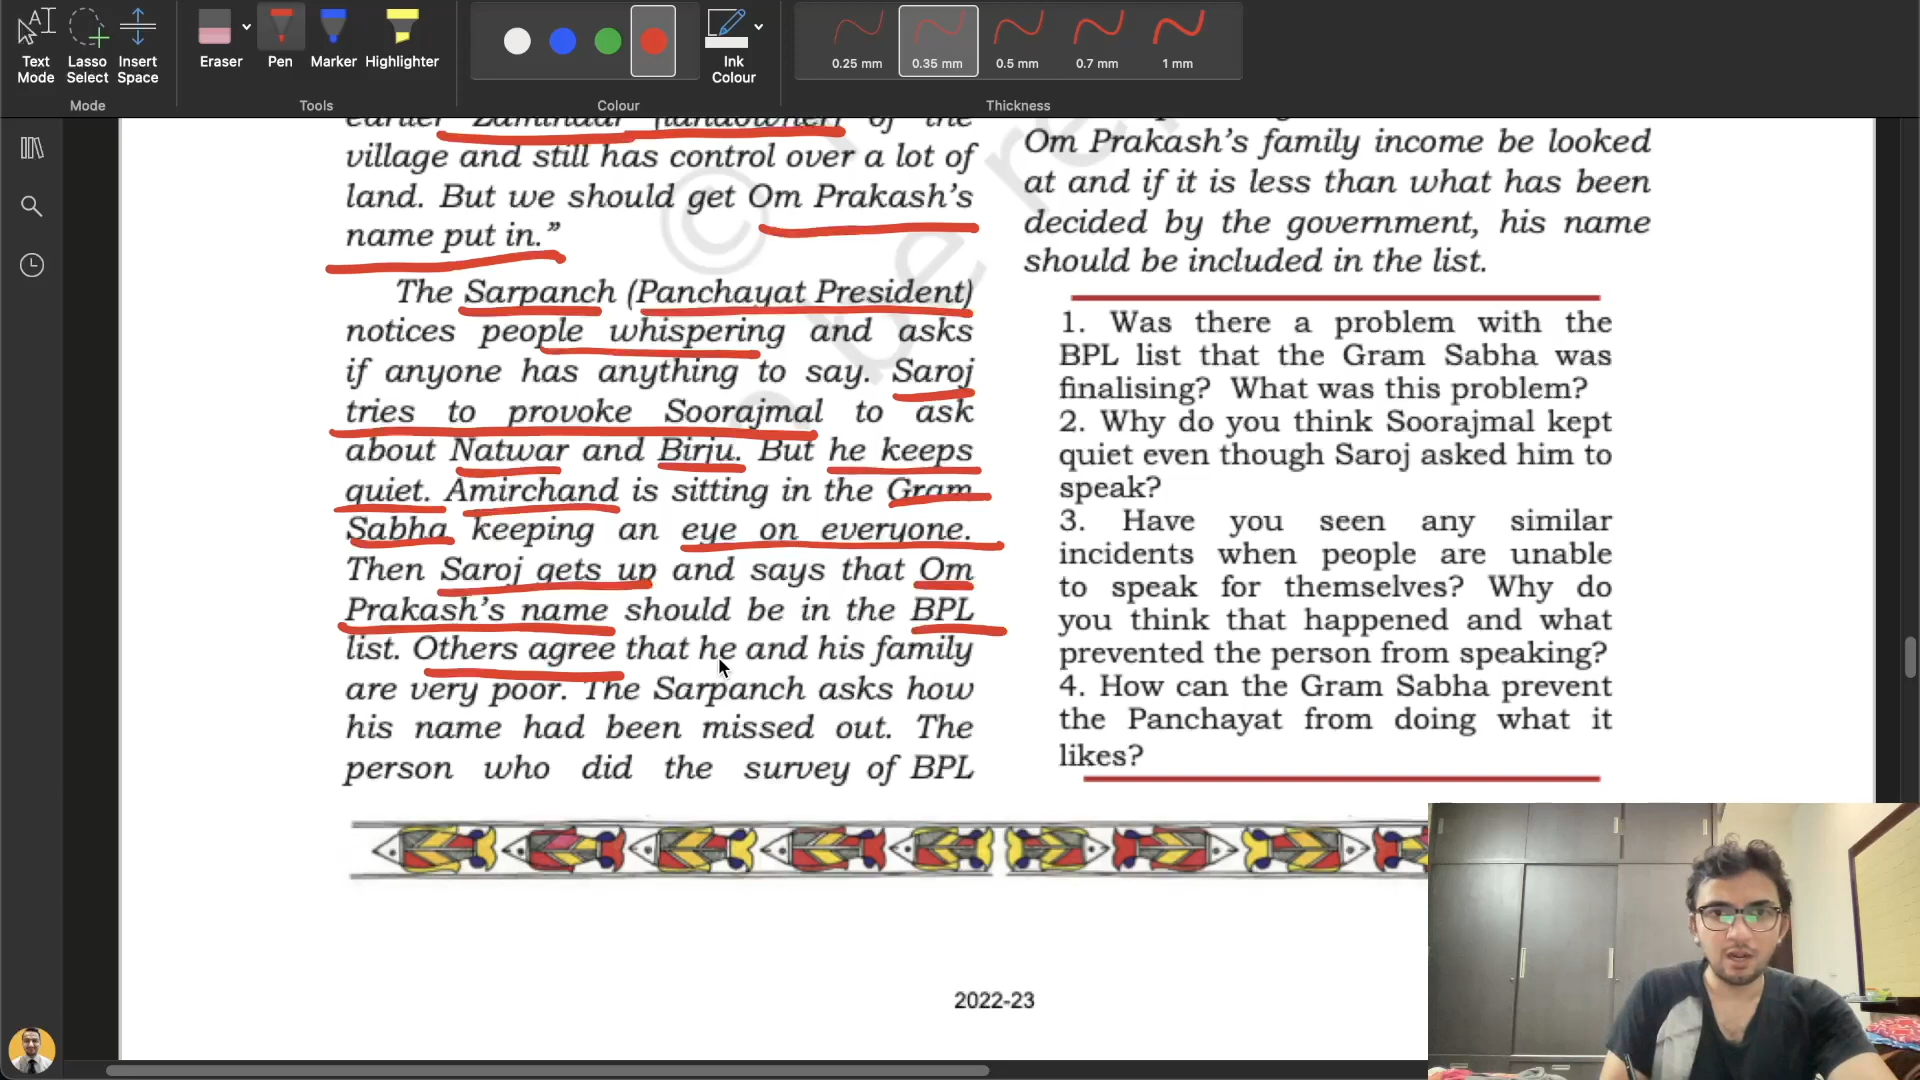 Text
Mode
Lasso
Select
Insert
Space
Mode
Eraser
Pen
Marker
Highlighter
Tools
Colour
Ink
Colour
0.25 mm
0.35 mm
0.5 mm
0.7 mm
1 mm
Thickness
earlier Zamindar (landowner) of the
village and still has control over a lot of
land. But we should get Om Prakash's
name put in.”
The Sarpanch (Panchayat President)
notices people whispering and asks
if anyone has anything to say. Saroj
tries to provoke Soorajmal to ask
about Natwar and Birju. But he keeps
quiet. Amirchand is sitting in the Gram
Sabha keeping an eye on everyone.
Then Saroj gets up and says that Om
Prakash's name should be in the BPL
list. Others agree that he and his family
are very poor. The Sarpanch asks how
his name had been missed out. The
person who did the survey of BPL
Om Prakash's family income be looked
at and if it is less than what has been
decided by the government, his name
should be included in the list.
1. Was there a problem with the
BPL list that the Gram Sabha was
finalising? What was this problem?
2. Why do you think Soorajmal kept
quiet even though Saroj asked him to
speak?
3. Have you seen any similar
incidents when people are unable
to speak for themselves? Why do
you think that happened and what
prevented the person from speaking?
4. How can the Gram Sabha prevent
the Panchayat from doing what it
likes?
2022-23